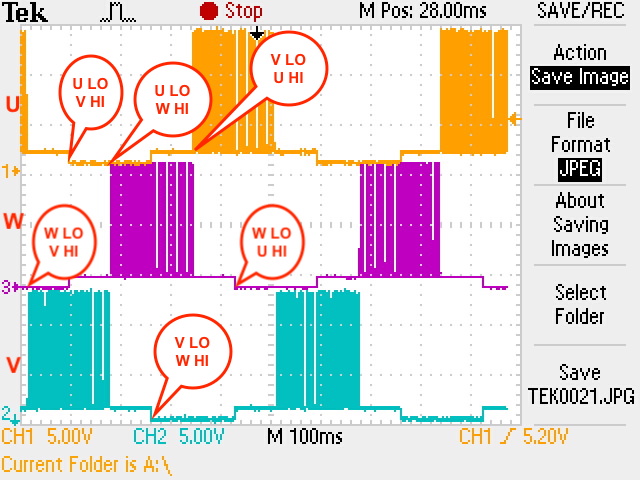 Tek Stop M Pos: 28.00ms SAVE/REC
Action
Save Image
File
Format
JPEG
About
Saving
Images
Select
Folder
Save
TEK0021.JPG
U
U LO
V HI
U LO
W HI
V LO
U HI
1
W
W LO
V HI
W LO
U HI
3
V
V LO
W HI
2
CH1 5.00V CH2 5.00V M 100ms CH1 5.20V
Current Folder is A:\